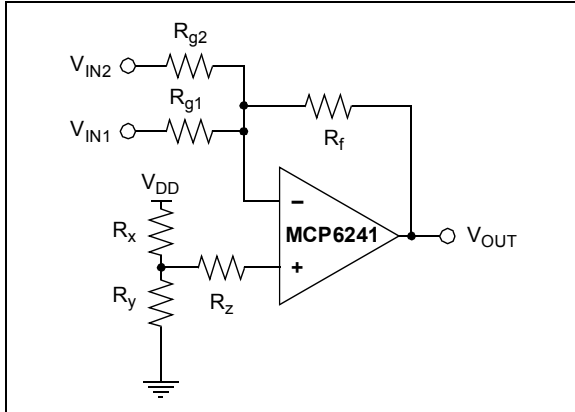 R_g2
V_IN2
R_g1
V_IN1
R_f
V_DD
R_x
−
MCP6241
V_OUT
+
R_y
R_z